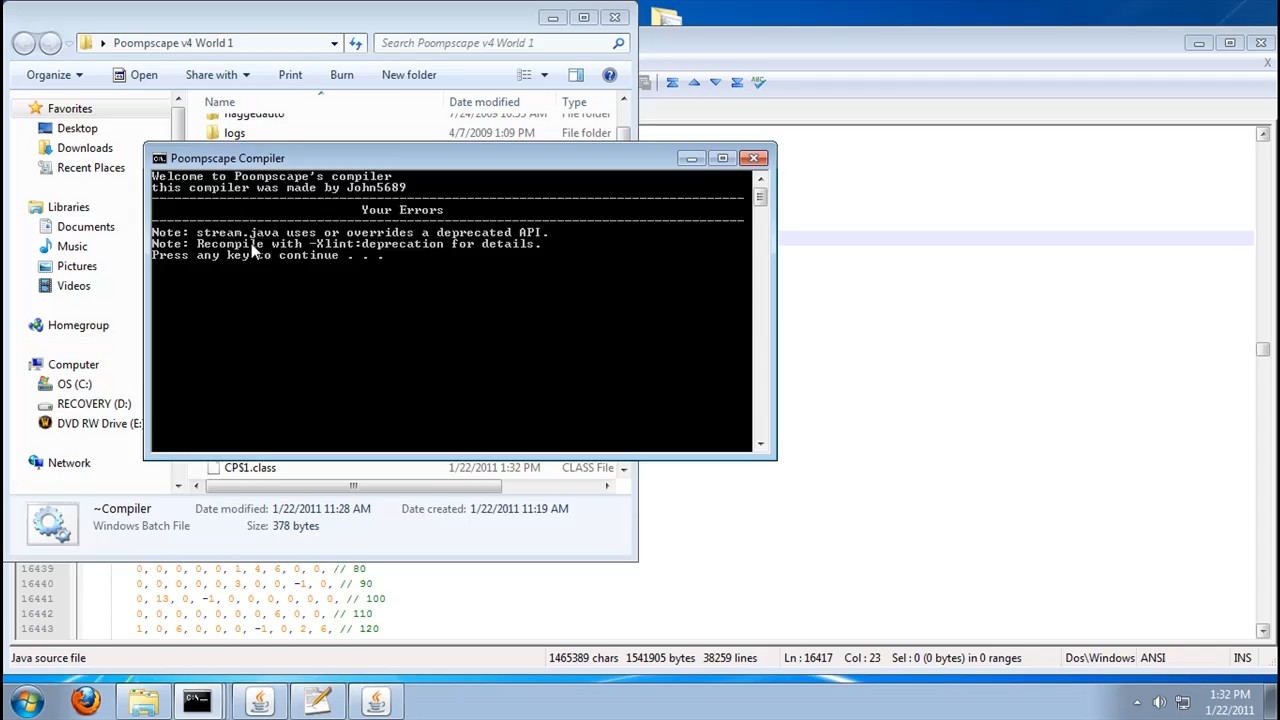 Poompscape v4 World 1
Search Poompscape v4 World 1
Organize
Open
Share with
Print
Burn
New folder
Name
Date modified
Type
Favorites
Desktop
Downloads
Recent Places
Libraries
Documents
Music
Pictures
Videos
Homegroup
Computer
OS (C:)
RECOVERY (D:)
DVD RW Drive (E:
Network
File folder
logs
4/7/2009 1:09 PM
File folder
Poompscape Compiler
Welcome to Poompscape's compiler
this compiler was made by John5689
Your Errors
Note: stream.java uses or overrides a deprecated API.
Note: Recompile with -Xlint:deprecation for details.
Press any key to continue . . .
CP$1.class
1/22/2011 1:32 PM
CLASS File
~Compiler
Date modified: 1/22/2011 11:28 AM
Date created: 1/22/2011 11:19 AM
Windows Batch File
Size: 378 bytes
16439 0, 0, 0, 0, 0, 1, 4, 6, 0, 0, // 80
16440 0, 0, 0, 0, 0, 3, 0, 0, -1, 0, // 90
16441 0, 13, 0, -1, 0, 0, 0, 0, 0, 0, // 100
16442 0, 0, 0, 0, 0, 0, 0, 6, 0, 0, // 110
16443 1, 0, 6, 0, 0, 0, -1, 0, 2, 6, // 120
Java source file
1465389 chars 1541905 bytes 38259 lines
Ln : 16417 Col : 23 Sel : 0 (0 bytes) in 0 ranges
Dos\Windows
ANSI
INS
1:32 PM
1/22/2011